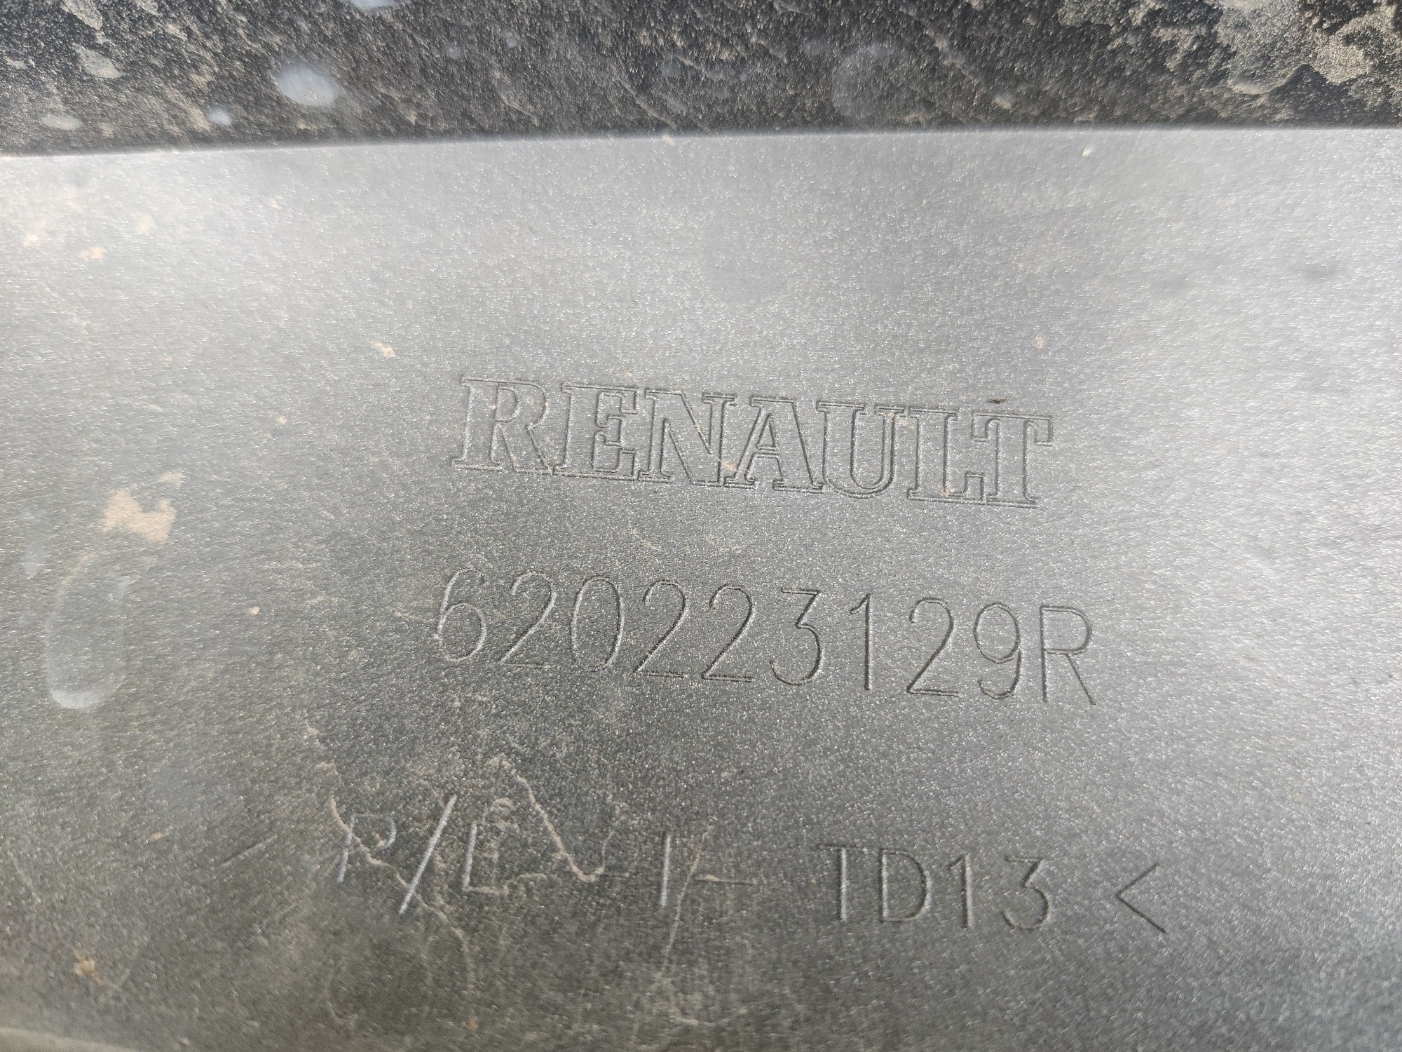 RENAULT
620223129R
P/E TD13 <